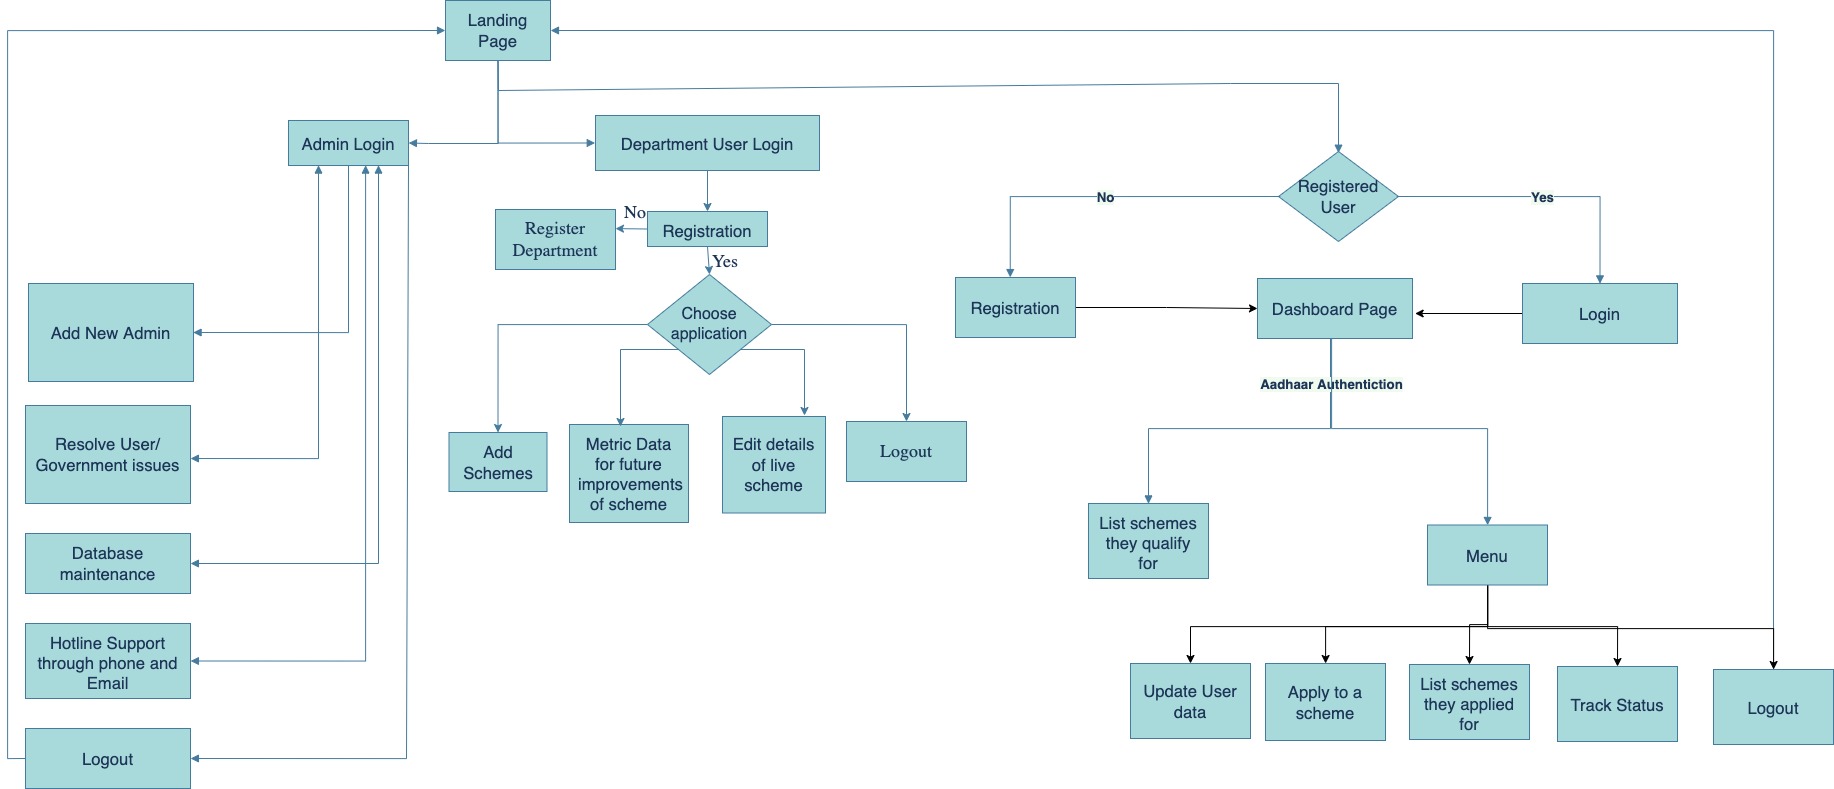 Landing
Page
Admin Login
Department User Login
Registered
User
No
Yes
No
Register
Department
Registration
Yes
Choose
application
Add New Admin
Registration
Dashboard Page
Login
Aadhaar Authentiction
Resolve User/
Government issues
Add
Schemes
Metric Data
for future
improvements
of scheme
Edit details
of live
scheme
Logout
Database
maintenance
List schemes
they qualify
for
Menu
Hotline Support
through phone and
Email
Update User
data
Apply to a
scheme
List schemes
they applied
for
Track Status
Logout
Logout